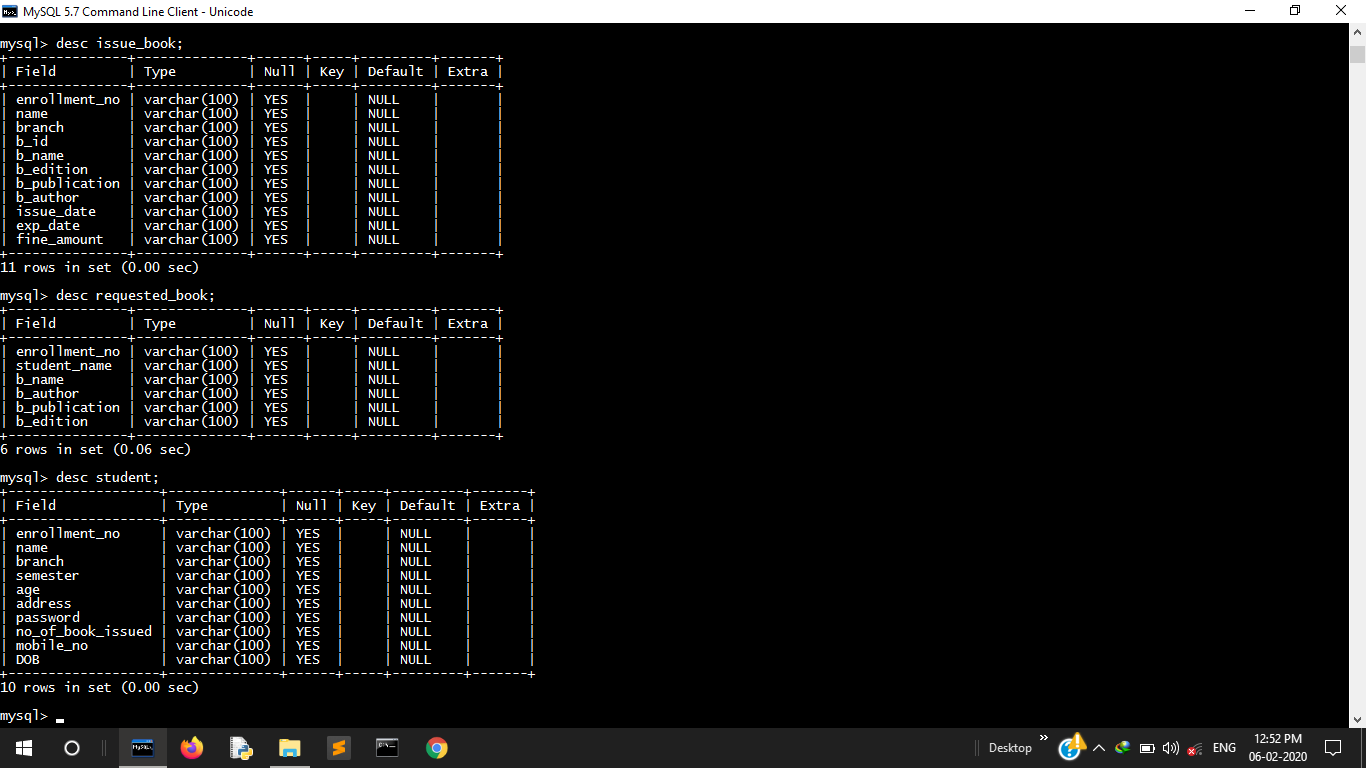 MySQL 5.7 Command Line Client - Unicode
mysql> desc issue_book;
+---------------+--------------+------+-----+---------+-------+
| Field         | Type         | Null | Key | Default | Extra |
+---------------+--------------+------+-----+---------+-------+
| enrollment_no | varchar(100) | YES  |     | NULL    |       |
| name          | varchar(100) | YES  |     | NULL    |       |
| branch        | varchar(100) | YES  |     | NULL    |       |
| b_id          | varchar(100) | YES  |     | NULL    |       |
| b_name        | varchar(100) | YES  |     | NULL    |       |
| b_edition     | varchar(100) | YES  |     | NULL    |       |
| b_publication | varchar(100) | YES  |     | NULL    |       |
| b_author      | varchar(100) | YES  |     | NULL    |       |
| issue_date    | varchar(100) | YES  |     | NULL    |       |
| exp_date      | varchar(100) | YES  |     | NULL    |       |
| fine_amount   | varchar(100) | YES  |     | NULL    |       |
+---------------+--------------+------+-----+---------+-------+
11 rows in set (0.00 sec)
mysql> desc requested_book;
+---------------+--------------+------+-----+---------+-------+
| Field         | Type         | Null | Key | Default | Extra |
+---------------+--------------+------+-----+---------+-------+
| enrollment_no | varchar(100) | YES  |     | NULL    |       |
| student_name  | varchar(100) | YES  |     | NULL    |       |
| b_name        | varchar(100) | YES  |     | NULL    |       |
| b_author      | varchar(100) | YES  |     | NULL    |       |
| b_publication | varchar(100) | YES  |     | NULL    |       |
| b_edition     | varchar(100) | YES  |     | NULL    |       |
+---------------+--------------+------+-----+---------+-------+
6 rows in set (0.06 sec)
mysql> desc student;
+-------------------+--------------+------+-----+---------+-------+
| Field             | Type         | Null | Key | Default | Extra |
+-------------------+--------------+------+-----+---------+-------+
| enrollment_no     | varchar(100) | YES  |     | NULL    |       |
| name              | varchar(100) | YES  |     | NULL    |       |
| branch            | varchar(100) | YES  |     | NULL    |       |
| semester          | varchar(100) | YES  |     | NULL    |       |
| age               | varchar(100) | YES  |     | NULL    |       |
| address           | varchar(100) | YES  |     | NULL    |       |
| password          | varchar(100) | YES  |     | NULL    |       |
| no_of_book_issued | varchar(100) | YES  |     | NULL    |       |
| mobile_no         | varchar(100) | YES  |     | NULL    |       |
| DOB               | varchar(100) | YES  |     | NULL    |       |
+-------------------+--------------+------+-----+---------+-------+
10 rows in set (0.00 sec)
mysql>
Desktop
ENG
12:52 PM
06-02-2020